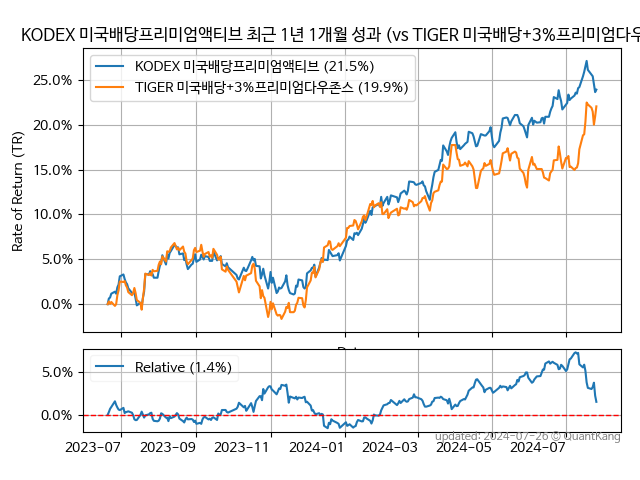 KODEX 미국배당프리미엄액티브 최근 1년 1개월 성과 (vs TIGER 미국배당+3%프리미엄다우
KODEX 미국배당프리미엄액티브 (21.5%)
TIGER 미국배당+3%프리미엄다우존스 (19.9%)
Rate of Return (TR)
25.0%
20.0%
15.0%
10.0%
5.0%
0.0%
Relative (1.4%)
5.0%
0.0%
2023-07 2023-09 2023-11 2024-01 2024-03 2024-05 2024-07
updated: 2024-07-26 © QuantKang